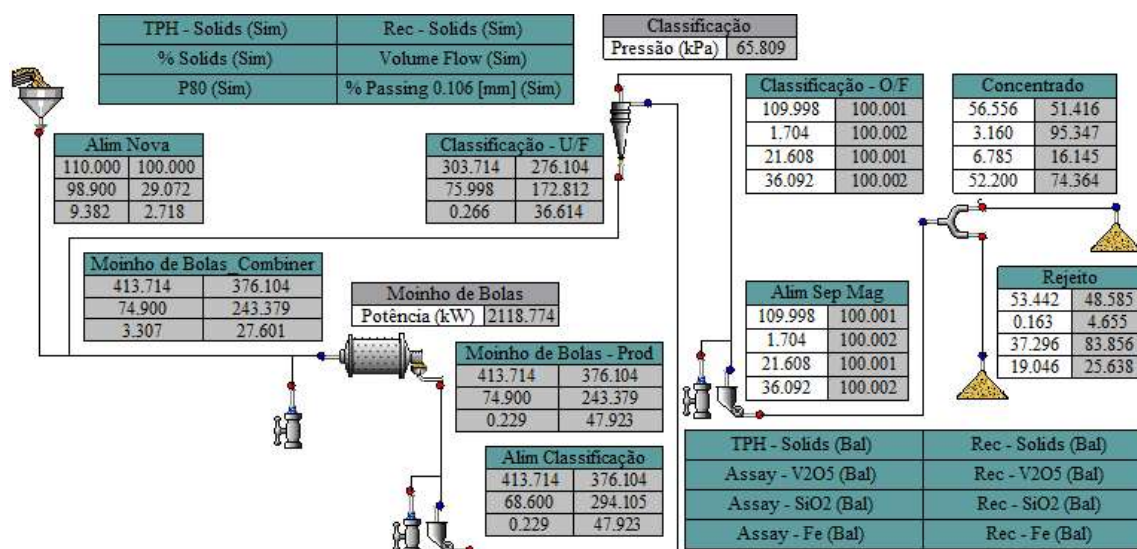 TPH - Solids (Sim) Rec - Solids (Sim)
% Solids (Sim) Volume Flow (Sim)
P80 (Sim) % Passing 0.106 [mm] (Sim)
Classificação
Pressão (kPa) 65.809
Alim Nova
110.000 100.000
98.900 29.072
9.382 2.718
Classificação - U/F
303.714 276.104
75.998 172.812
0.266 36.614
Classificação - O/F
109.998 100.001
1.704 100.002
21.608 100.001
36.092 100.002
Concentrado
56.556 51.416
3.160 95.347
6.785 16.145
52.200 74.364
Moinho de Bolas_Combiner
413.714 376.104
74.900 243.379
3.307 27.601
Moinho de Bolas
Potência (kW) 2118.774
Moinho de Bolas - Prod
413.714 376.104
74.900 243.379
0.229 47.923
Alim Sep Mag
109.998 100.001
1.704 100.002
21.608 100.001
36.092 100.002
Rejeito
53.442 48.585
0.163 4.655
37.296 83.856
19.046 25.638
Alim Classificação
413.714 376.104
68.600 294.105
0.229 47.923
TPH - Solids (Bal) Rec - Solids (Bal)
Assay - V2O5 (Bal) Rec - V2O5 (Bal)
Assay - SiO2 (Bal) Rec - SiO2 (Bal)
Assay - Fe (Bal) Rec - Fe (Bal)